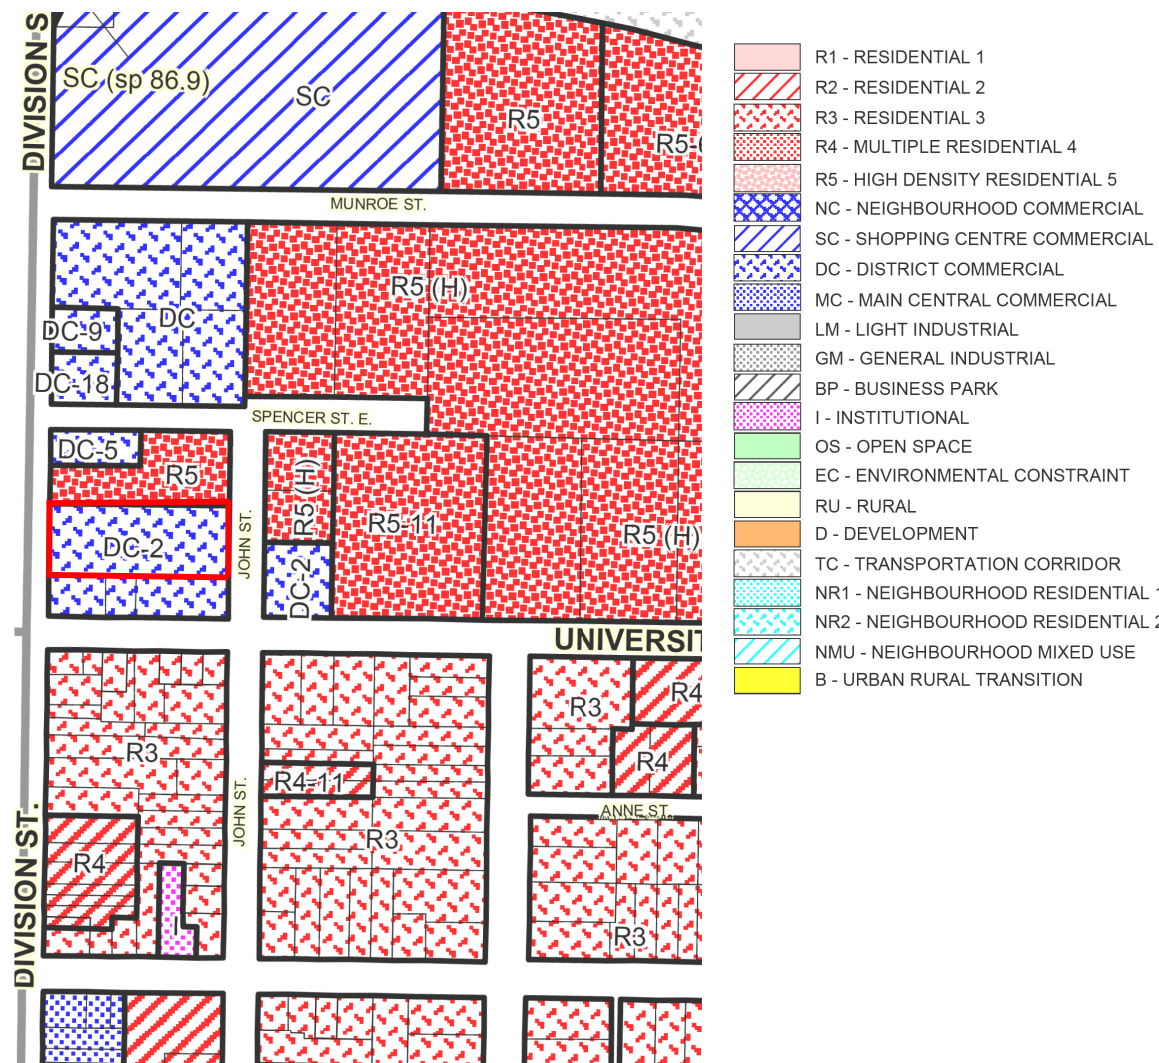 DIVISION S
SC (sp 86.9)
SC
R5
R5-6
MUNROE ST.
R5 (H)
DC
DC-9
DC-18
SPENCER ST. E.
DC-5
R5
R5 (H)
R5-11
R5 (H)
DC-2
JOHN ST.
DC-2
UNIVERSIT
R3
R4
R3
R4
R4-11
JOHN ST.
ANNE ST.
DIVISION ST.
R3
R4
I
R3
R1 - RESIDENTIAL 1
R2 - RESIDENTIAL 2
R3 - RESIDENTIAL 3
R4 - MULTIPLE RESIDENTIAL 4
R5 - HIGH DENSITY RESIDENTIAL 5
NC - NEIGHBOURHOOD COMMERCIAL
SC - SHOPPING CENTRE COMMERCIAL
DC - DISTRICT COMMERCIAL
MC - MAIN CENTRAL COMMERCIAL
LM - LIGHT INDUSTRIAL
GM - GENERAL INDUSTRIAL
BP - BUSINESS PARK
I - INSTITUTIONAL
OS - OPEN SPACE
EC - ENVIRONMENTAL CONSTRAINT
RU - RURAL
D - DEVELOPMENT
TC - TRANSPORTATION CORRIDOR
NR1 - NEIGHBOURHOOD RESIDENTIAL 1
NR2 - NEIGHBOURHOOD RESIDENTIAL 2
NMU - NEIGHBOURHOOD MIXED USE
B - URBAN RURAL TRANSITION